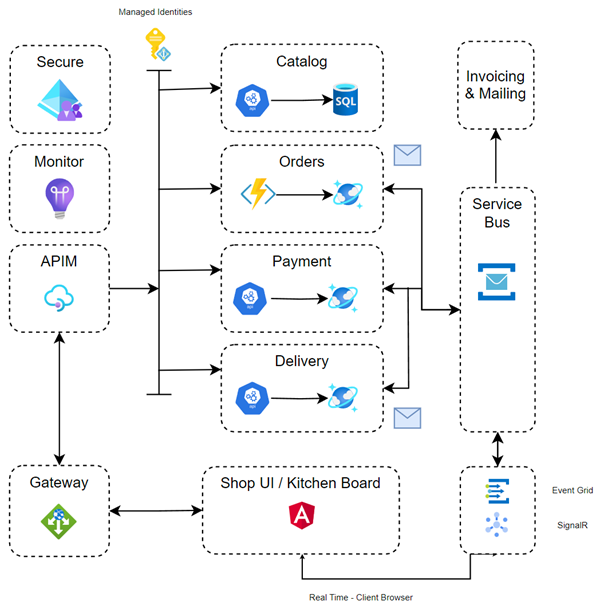 Managed Identities
Secure
Catalog
SQL
Invoicing
& Mailing
Monitor
Orders
Service
Bus
APIM
Payment
Delivery
Gateway
Shop UI / Kitchen Board
Event Grid
SignalR
Real Time - Client Browser